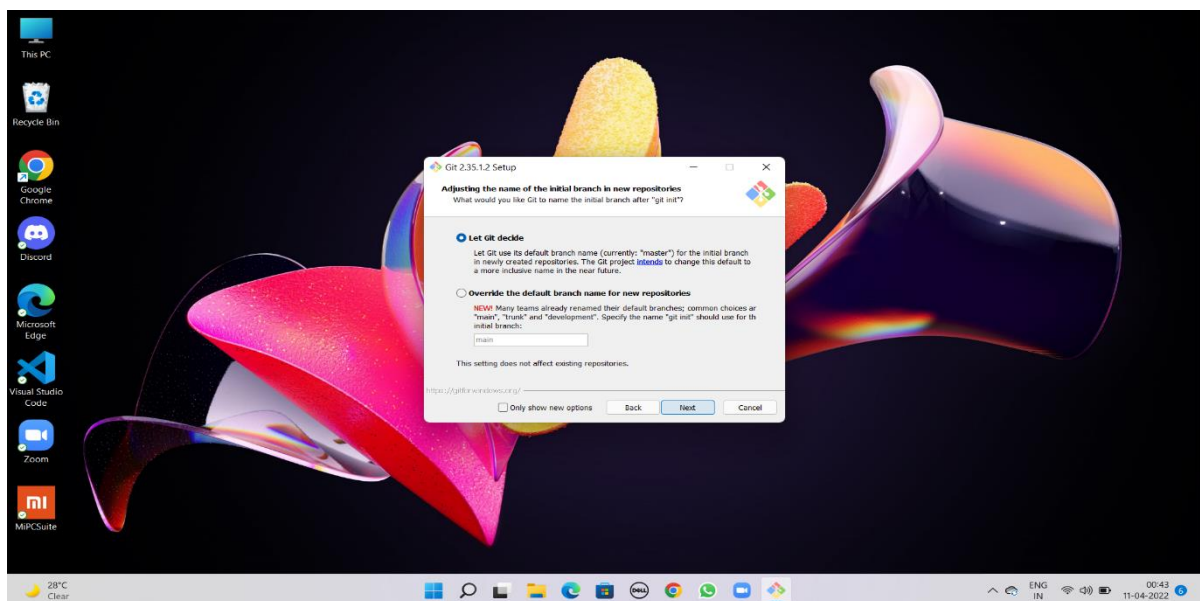 This PC
Recycle Bin
Google
Chrome
Discord
Microsoft
Edge
Visual Studio
Code
Zoom
mi
MiPCSuite
Git 2.35.1.2 Setup
Adjusting the name of the initial branch in new repositories
What would you like Git to name the initial branch after "git init"?
Let Git decide
Let Git use its default branch name (currently: "master") for the initial branch
in newly created repositories. The Git project intends to change this default to
a more inclusive name in the near future.
Override the default branch name for new repositories
NEW! Many teams already renamed their default branches; common choices ar
"main", "trunk" and "development". Specify the name "git init" should use for th
initial branch:
main
This setting does not affect existing repositories.
https://gitforwindows.org/
Only show new options
Back
Next
Cancel
28°C
Clear
DELL
ENG
IN
00:43
11-04-2022
6